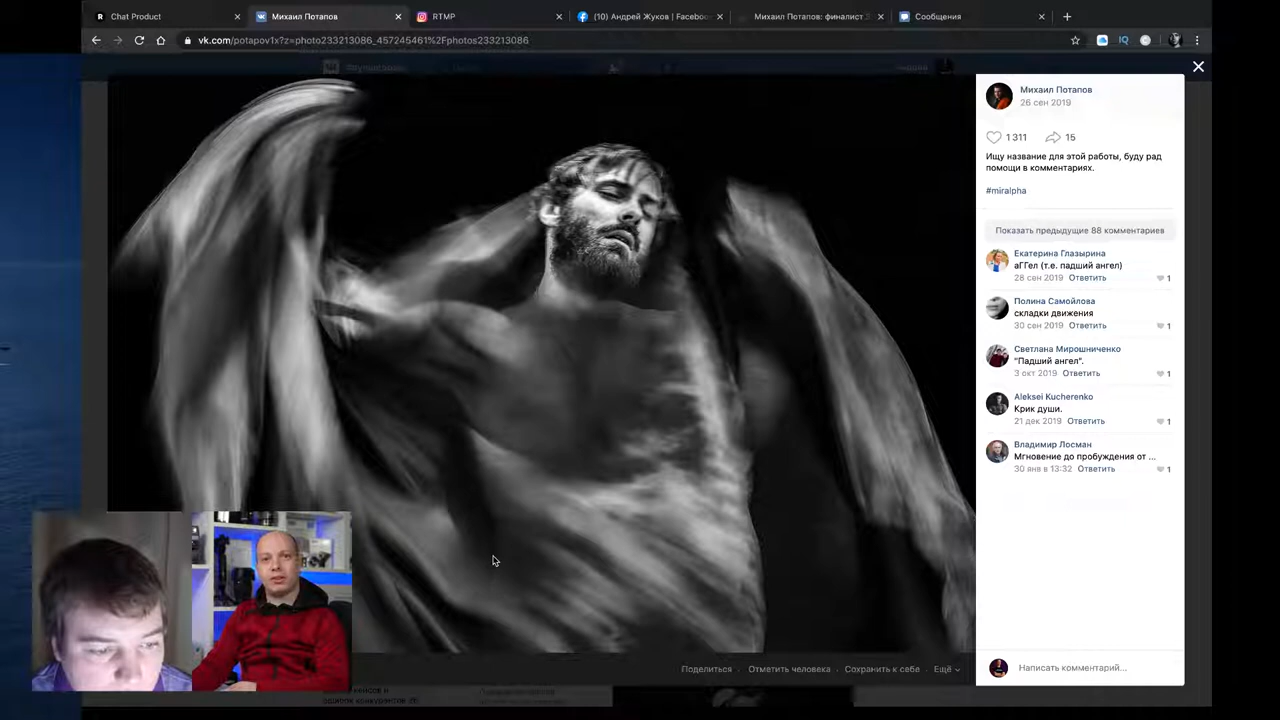 Chat Product
Михаил Потапов
RTMP
(10) Андрей Жуков | Faceboo
Михаил Потапов: финалист
Сообщения
vk.com/potapov1x?z=photo233213086_457245461%2Fphotos233213086
IQ
Михаил Потапов
26 сен 2019
1 311
15
Ищу название для этой работы, буду рад
помощи в комментариях.
#miralpha
Показать предыдущие 88 комментариев
Екатерина Глазырина
аГГел (т.е. падший ангел)
28 сен 2019 Ответить
1
Полина Самойлова
складки движения
30 сен 2019 Ответить
1
Светлана Мирошниченко
"Падший ангел".
3 окт 2019 Ответить
1
Aleksei Kucherenko
Крик души.
21 дек 2019 Ответить
1
Владимир Лосман
Мгновение до пробуждения от ...
30 янв в 13:32 Ответить
1
Поделиться
Отметить человека
Сохранить к себе
Ещё
Написать комментарий...